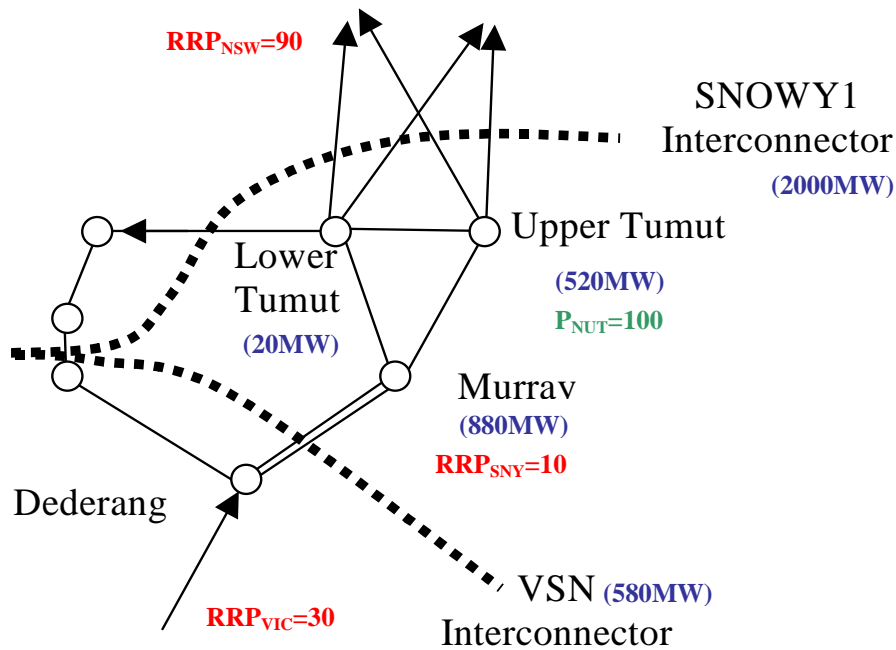 RRPNSW=90
SNOWY1
Interconnector
(2000MW)
Upper Tumut
(520MW)
PNUT=100
Lower
Tumut
(20MW)
Murrav
(880MW)
RRPSNY=10
Dederang
VSN (580MW)
Interconnector
RRPVIC=30